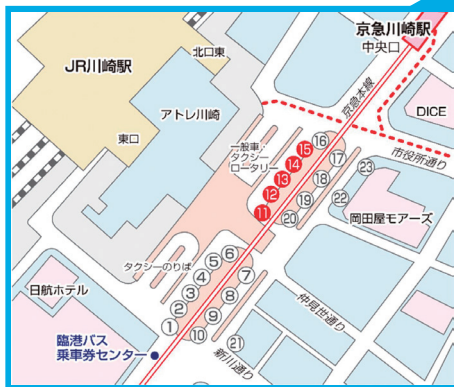 京急川崎駅
中央口
北口東
JR川崎駅
アトレ川崎
京急本線
DICE
東口
一般車・
タクシー
ロータリー
市役所通り
⑯
⑮
⑭
⑬
⑫
⑪
⑰
⑱
⑲
⑳
㉓
㉒
岡田屋モアーズ
タクシーのりば
⑥
⑤
④
③
②
①
⑦
⑧
⑨
⑩
㉑
日航ホテル
仲見世通り
新川通り
臨港バス
乗車券センター